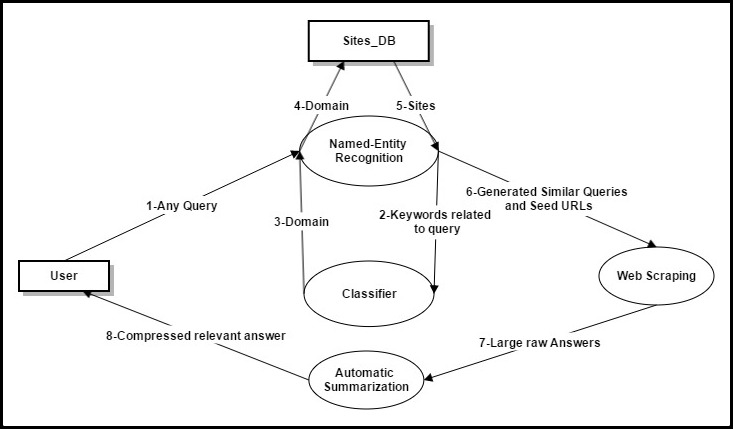 Sites_DB
4-Domain
5-Sites
Named-Entity
Recognition
6-Generated Similar Queries
and Seed URLs
1-Any Query
3-Domain
2-Keywords related
to query
User
Classifier
Web Scraping
8-Compressed relevant answer
7-Large raw Answers
Automatic
Summarization